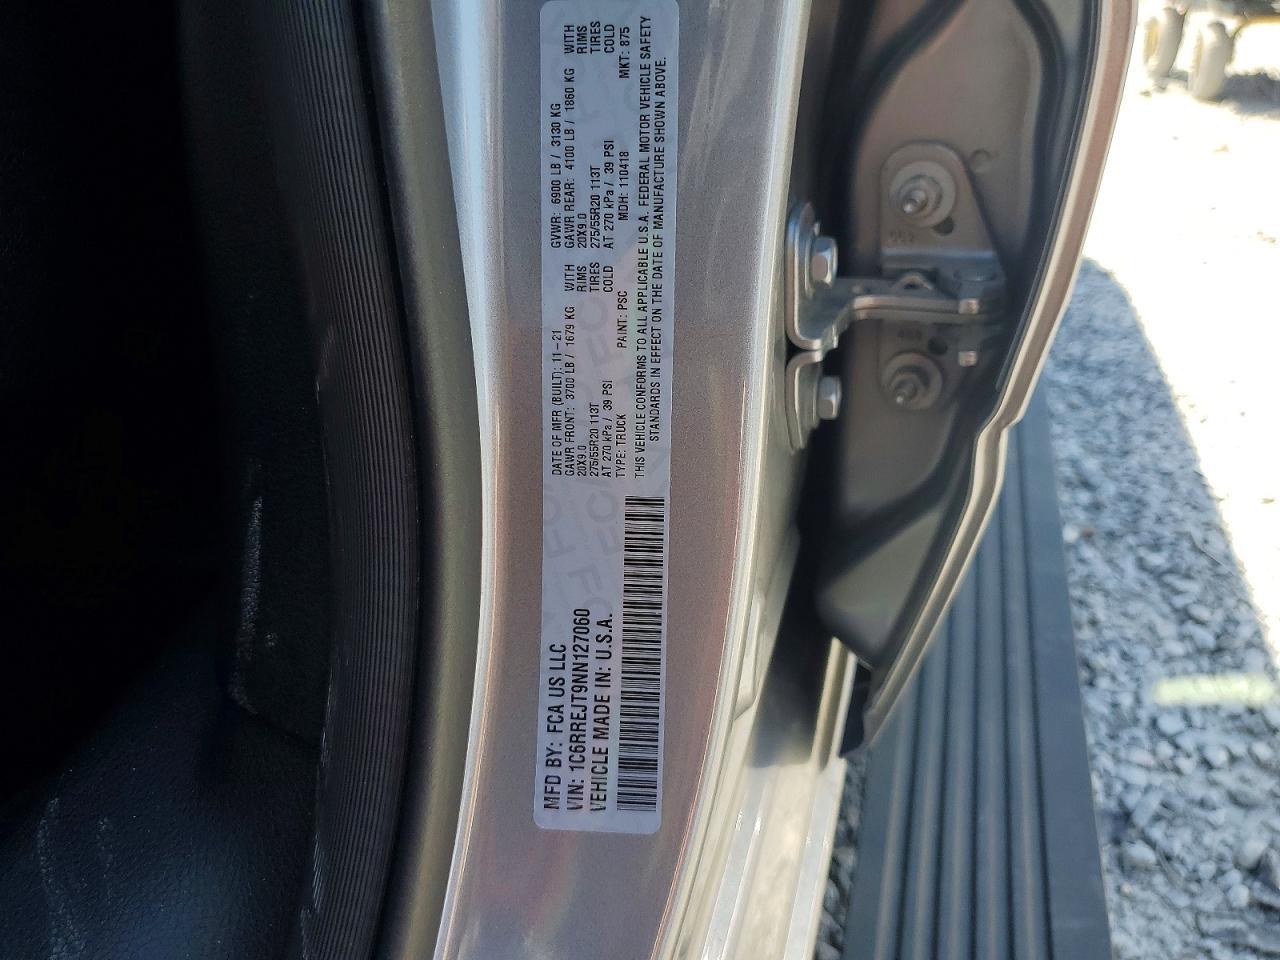 MFD BY: FCA US LLC
VIN: 1C6RREJT9NN127060
VEHICLE MADE IN: U.S.A.
DATE OF MFR (BUILT): 11-21 GVWR: 6900 LB / 3130 KG
GAWR FRONT: 3700 LB / 1679 KG WITH GAWR REAR: 4100 LB / 1860 KG WITH
20X9.0 RIMS 20X9.0 RIMS
275/55R20 113T TIRES 275/55R20 113T TIRES
AT 270 kPa / 39 PSI COLD AT 270 kPa / 39 PSI COLD
TYPE: TRUCK PAINT: PSC MDH: 110418 MKT: 875
THIS VEHICLE CONFORMS TO ALL APPLICABLE U.S.A. FEDERAL MOTOR VEHICLE SAFETY
STANDARDS IN EFFECT ON THE DATE OF MANUFACTURE SHOWN ABOVE.